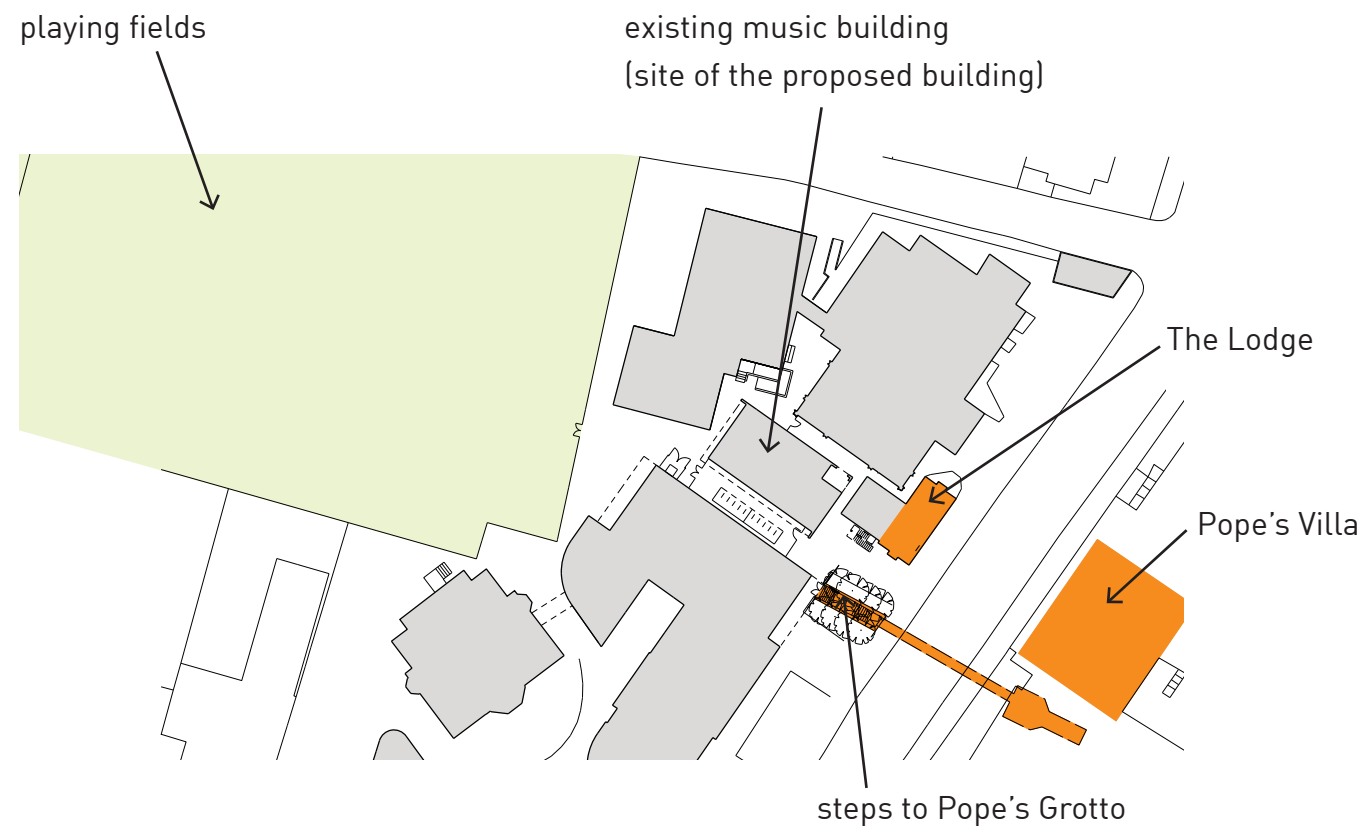 playing fields
existing music building
(site of the proposed building)
The Lodge
Pope’s Villa
steps to Pope’s Grotto